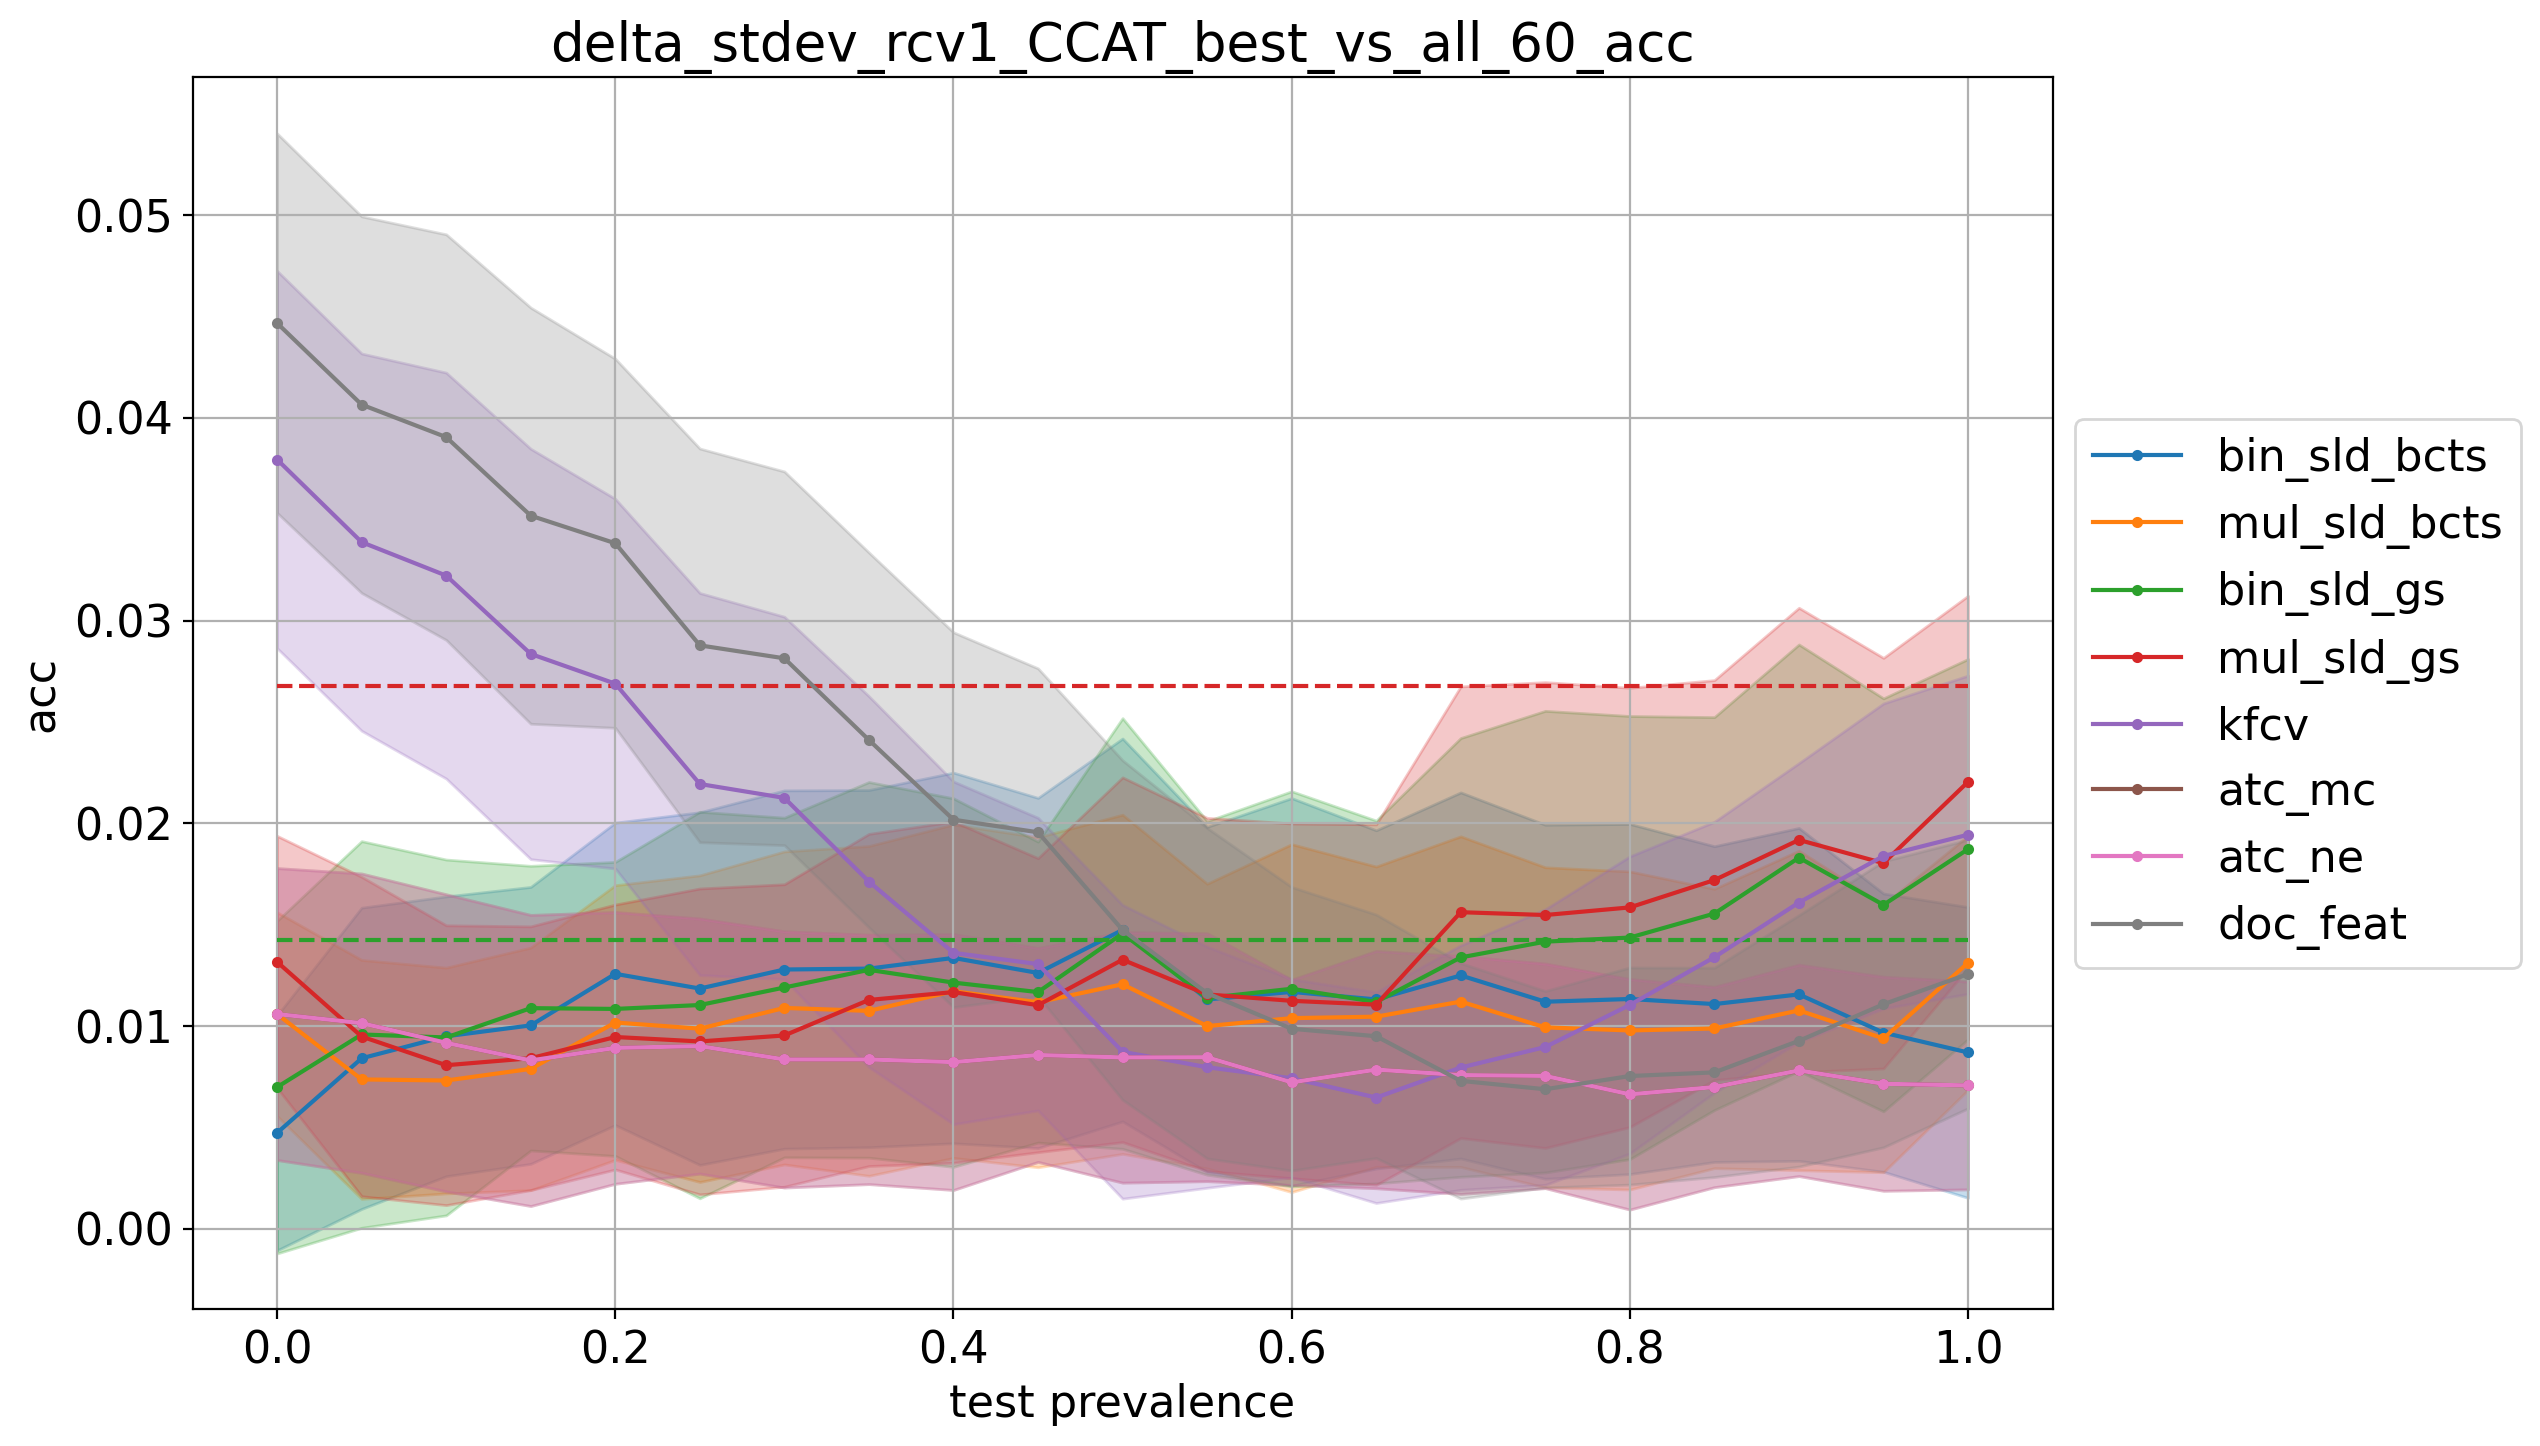 delta_stdev_rcv1_CCAT_best_vs_all_60_acc
0.05
0.04
0.03
0.02
0.01
0.00
acc
0.0 0.2 0.4 0.6 0.8 1.0
test prevalence
bin_sld_bcts
mul_sld_bcts
bin_sld_gs
mul_sld_gs
kfcv
atc_mc
atc_ne
doc_feat